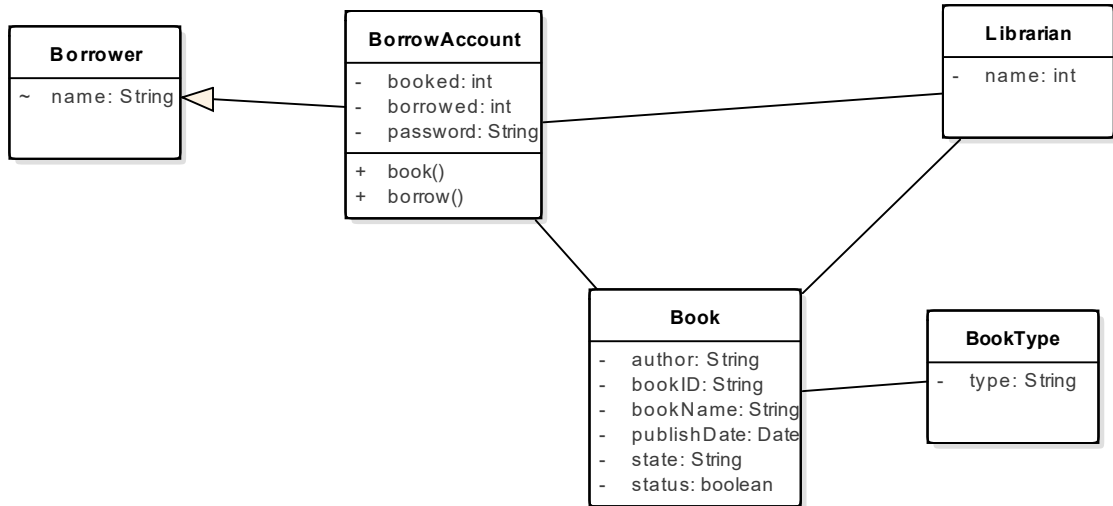 Borrower
~ name: String
BorrowAccount
- booked: int
- borrowed: int
- password: String
+ book()
+ borrow()
Librarian
- name: int
Book
- author: String
- bookID: String
- bookName: String
- publishDate: Date
- state: String
- status: boolean
BookType
- type: String